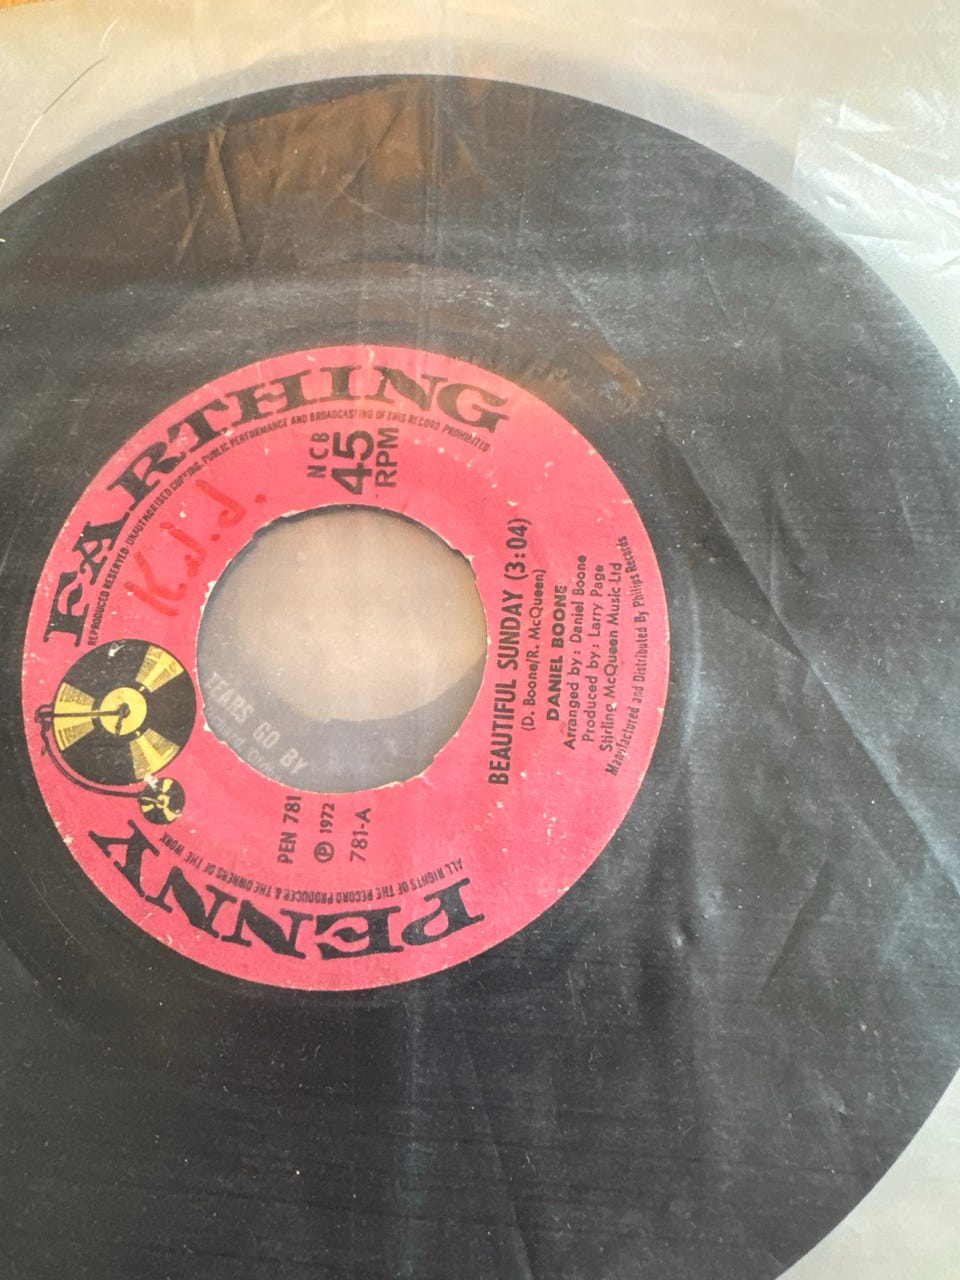 PENNY FARTHING
REPRODUCED RESERVED. UNAUTHORISED COPYING, PUBLIC PERFORMANCE AND BROADCASTING OF THIS RECORD PROHIBITED
ALL RIGHTS OF THE RECORD PRODUCER & THE OWNERS OF THE WORK
K.J.J.
NCB
45
RPM
PEN 781
Ⓟ 1972
781-A
TEARS GO BY
BEAUTIFUL SUNDAY (3:04)
(D. Boone/R. McQueen)
DANIEL BOONE
Arranged by: Daniel Boone
Produced by: Larry Page
Stirling McQueen Music Ltd
Manufactured and Distributed By Philips Records